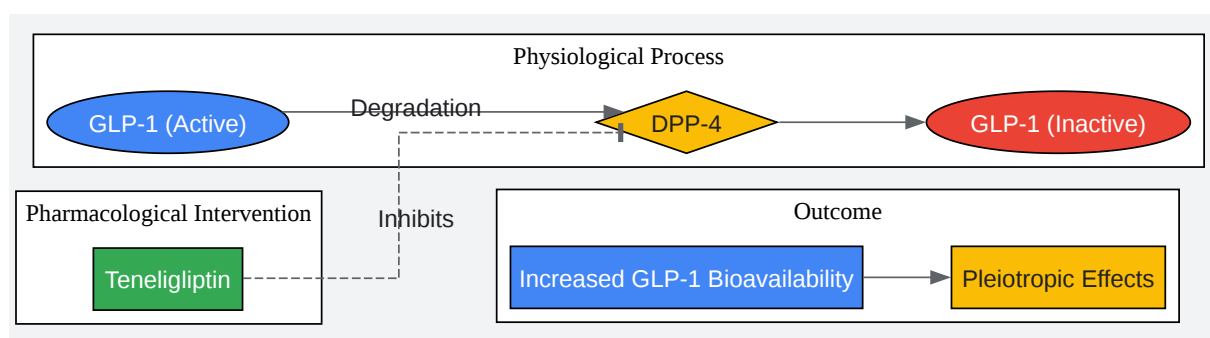 Physiological Process
GLP-1 (Active)
Degradation
DPP-4
GLP-1 (Inactive)
Pharmacological Intervention
Teneligliptin
Inhibits
Outcome
Increased GLP-1 Bioavailability
Pleiotropic Effects